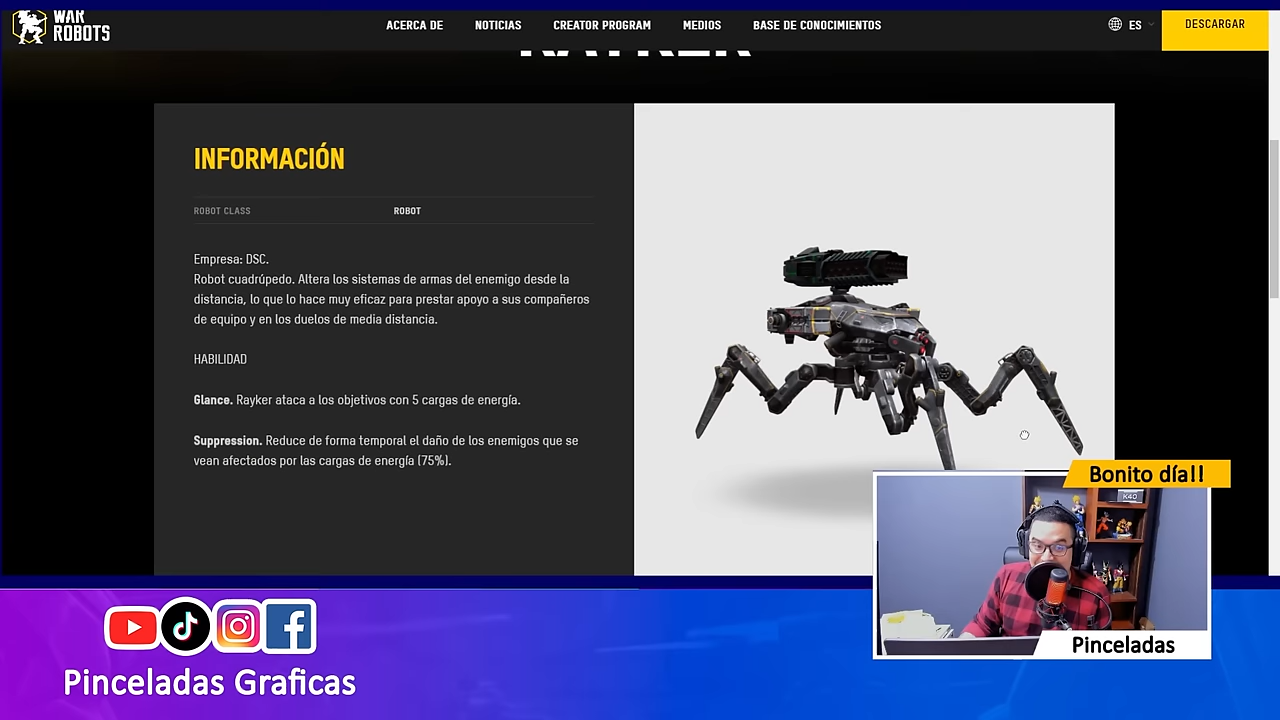 WAR
ROBOTS
ACERCA DE
NOTICIAS
CREATOR PROGRAM
MEDIOS
BASE DE CONOCIMIENTOS
ES
DESCARGAR
RAYKER
INFORMACIÓN
ROBOT CLASS
ROBOT
Empresa: DSC.
Robot cuadrúpedo. Altera los sistemas de armas del enemigo desde la
distancia, lo que lo hace muy eficaz para prestar apoyo a sus compañeros
de equipo y en los duelos de media distancia.
HABILIDAD
Glance. Rayker ataca a los objetivos con 5 cargas de energía.
Suppression. Reduce de forma temporal el daño de los enemigos que se
vean afectados por las cargas de energía (75%).
Bonito día!!
K40
Pinceladas
Pinceladas Graficas